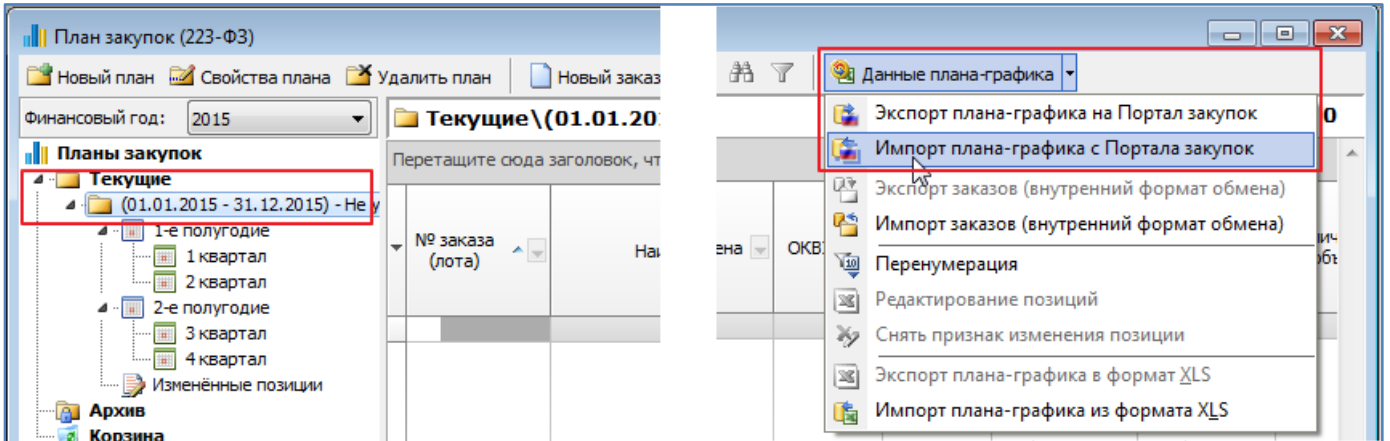 План закупок (223-ФЗ)
Новый план Свойства плана Удалить план Новый заказ
Данные плана-графика
Финансовый год: 2015
Текущие\(01.01.20
Экспорт плана-графика на Портал закупок
Планы закупок
Перетащите сюда заголовок, чт
Импорт плана-графика с Портала закупок
Текущие
(01.01.2015 - 31.12.2015) - Не у
Экспорт заказов (внутренний формат обмена)
1-е полугодие
Импорт заказов (внутренний формат обмена)
№ заказа
(лота)
Наи
ена
ОКВ
1 квартал
Перенумерация
2 квартал
Редактирование позиций
2-е полугодие
3 квартал
Снять признак изменения позиции
4 квартал
Экспорт плана-графика в формат XLS
Изменённые позиции
Импорт плана-графика из формата XLS
Архив
Корзина